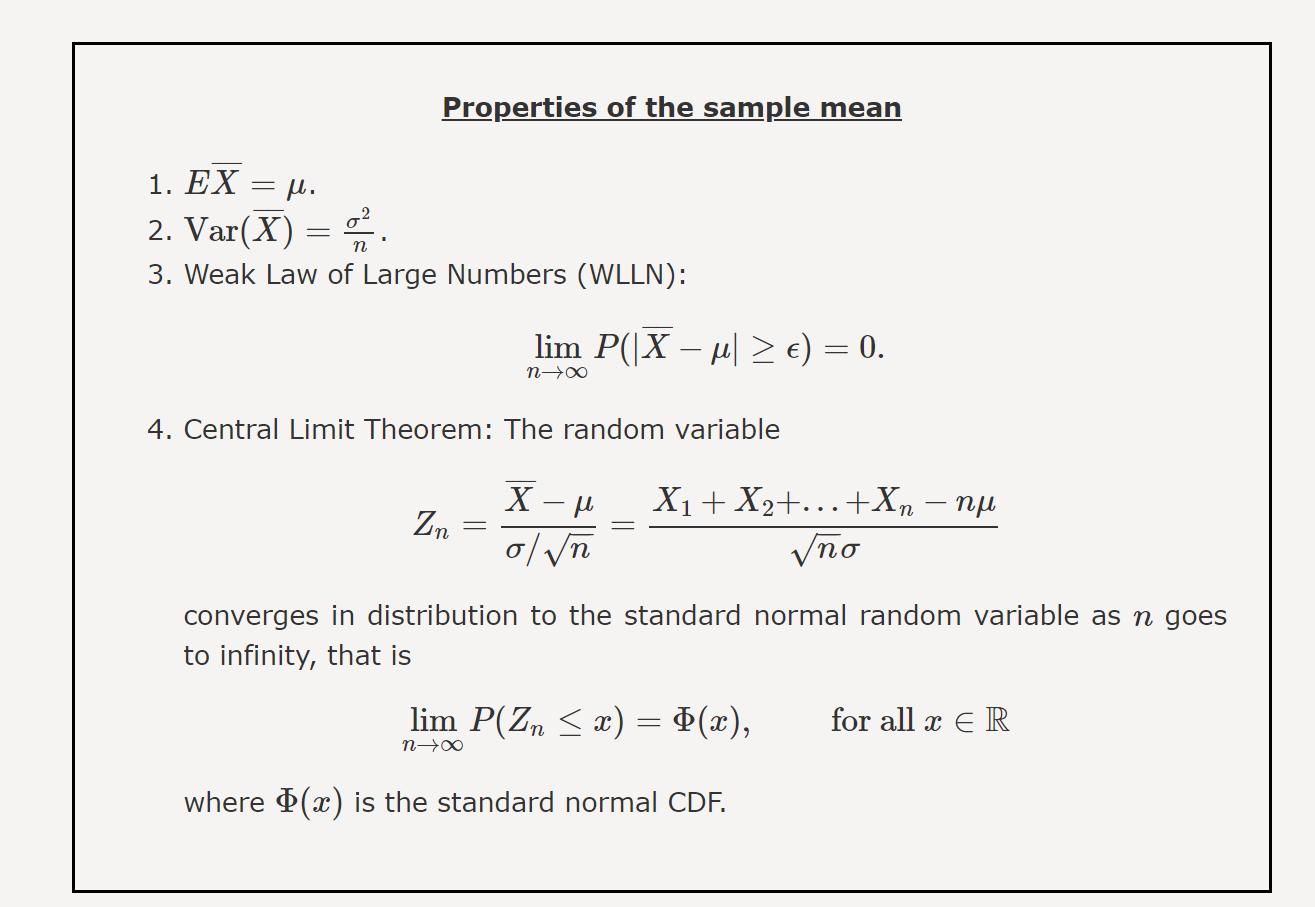 Properties of the sample mean
1. $E\overline{X} = \mu$.
2. $\mathrm{Var}(\overline{X}) = \frac{\sigma^2}{n}$.
3. Weak Law of Large Numbers (WLLN):
$\lim_{n \to \infty} P(|\overline{X} - \mu| \geq \epsilon) = 0.$
4. Central Limit Theorem: The random variable
$Z_n = \frac{\overline{X} - \mu}{\sigma / \sqrt{n}} = \frac{X_1 + X_2 + \ldots + X_n - n\mu}{\sqrt{n}\sigma}$
converges in distribution to the standard normal random variable as $n$ goes
to infinity, that is
$\lim_{n \to \infty} P(Z_n \leq x) = \Phi(x), \qquad \text{for all } x \in \mathbb{R}$
where $\Phi(x)$ is the standard normal CDF.